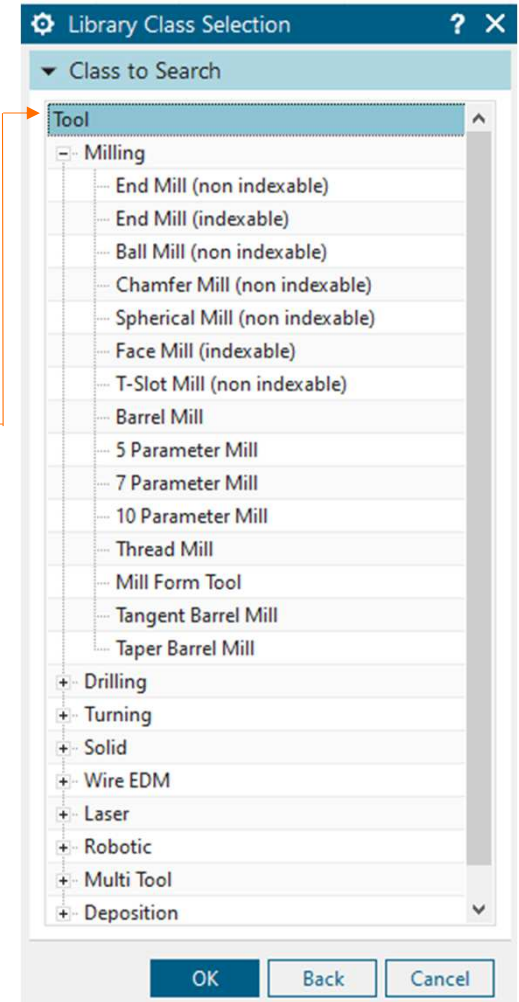 Library Class Selection ? X
Class to Search
Tool
Milling
End Mill (non indexable)
End Mill (indexable)
Ball Mill (non indexable)
Chamfer Mill (non indexable)
Spherical Mill (non indexable)
Face Mill (indexable)
T-Slot Mill (non indexable)
Barrel Mill
5 Parameter Mill
7 Parameter Mill
10 Parameter Mill
Thread Mill
Mill Form Tool
Tangent Barrel Mill
Taper Barrel Mill
Drilling
Turning
Solid
Wire EDM
Laser
Robotic
Multi Tool
Deposition
OK Back Cancel